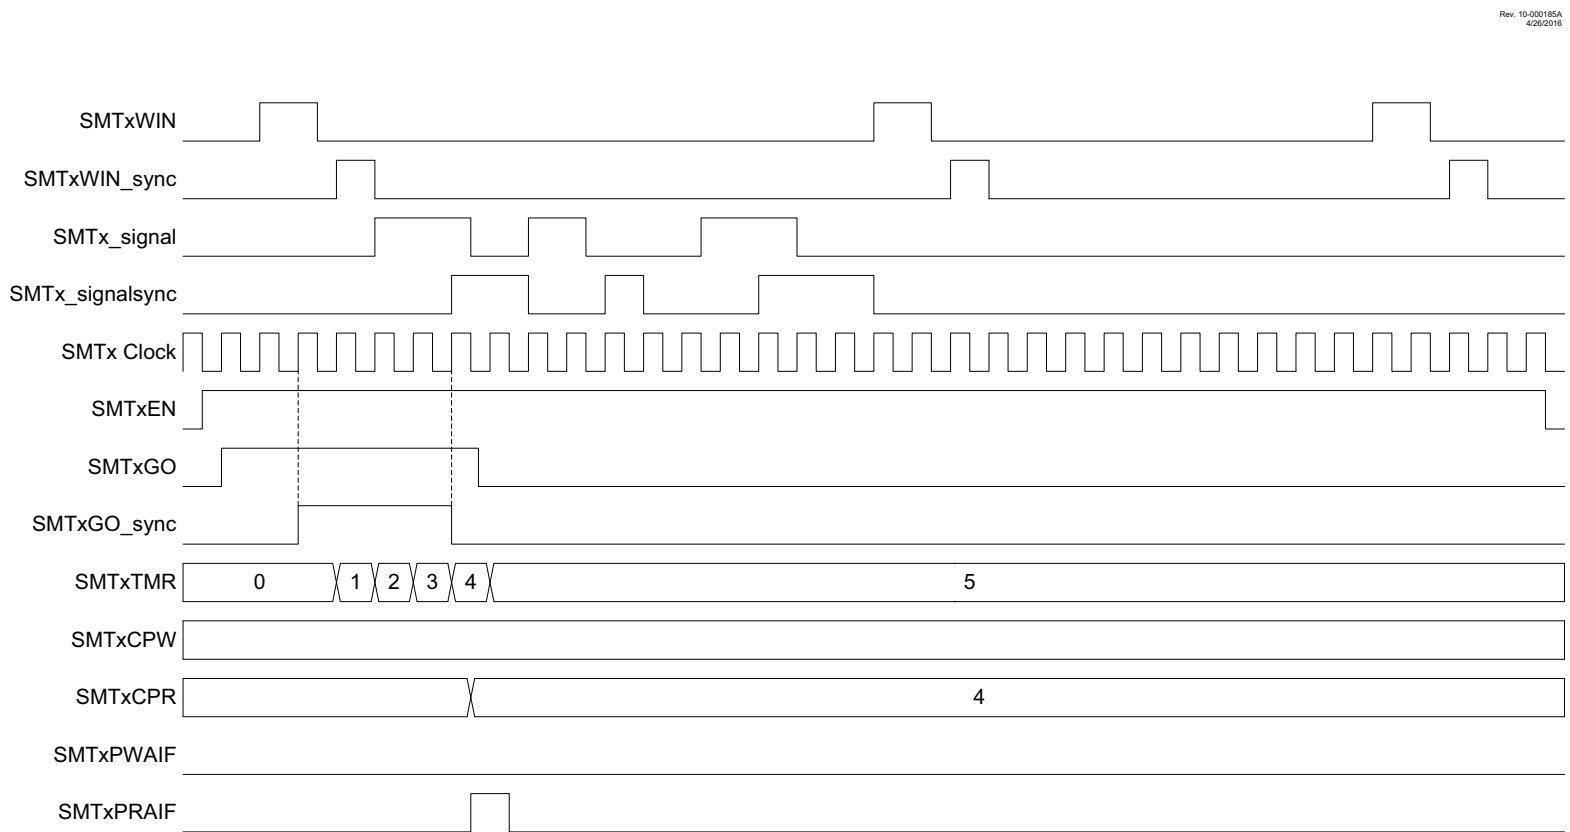 Rev. 10-000185A
4/26/2016
SMTxWIN
SMTxWIN_sync
SMTx_signal
SMTx_signalsync
SMTx Clock
SMTxEN
SMTxGO
SMTxGO_sync
SMTxTMR 0 1 2 3 4 5
SMTxCPW
SMTxCPR 4
SMTxPWAIF
SMTxPRAIF